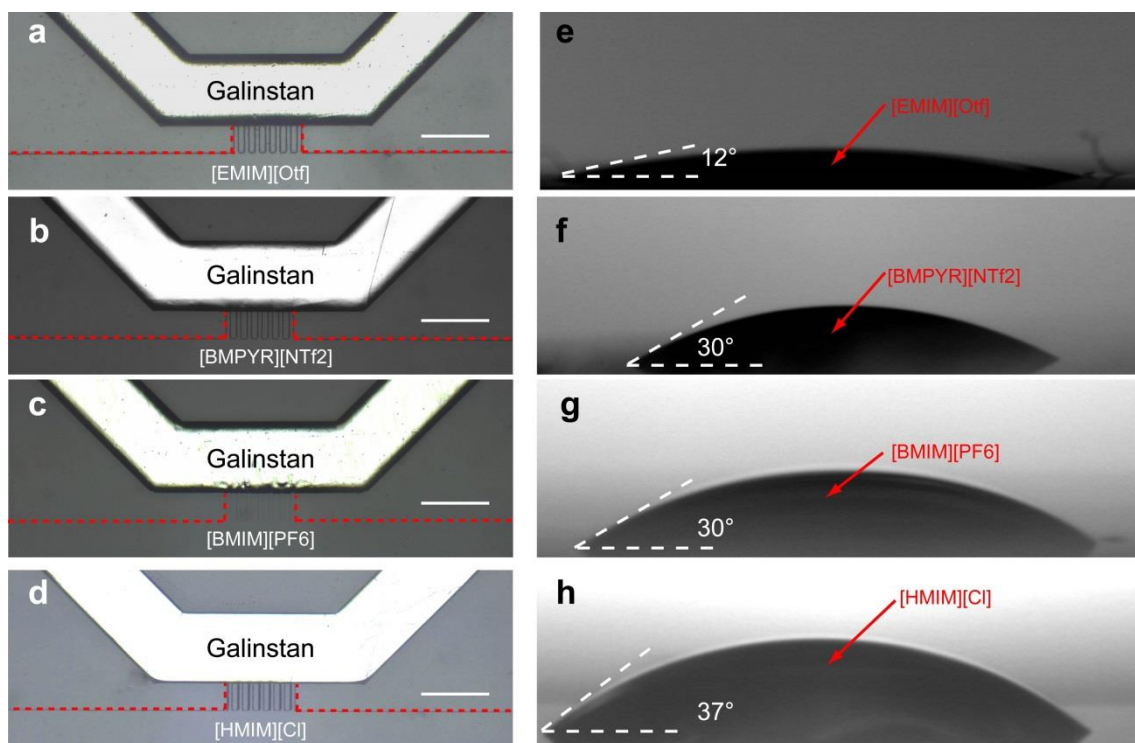 a
Galinstan
[EMIM][Otf]
b
Galinstan
[BMPYR][NTf2]
c
Galinstan
[BMIM][PF6]
d
Galinstan
[HMIM][Cl]
e
[EMIM][Otf]
12°
f
[BMPYR][NTf2]
30°
g
[BMIM][PF6]
30°
h
[HMIM][Cl]
37°